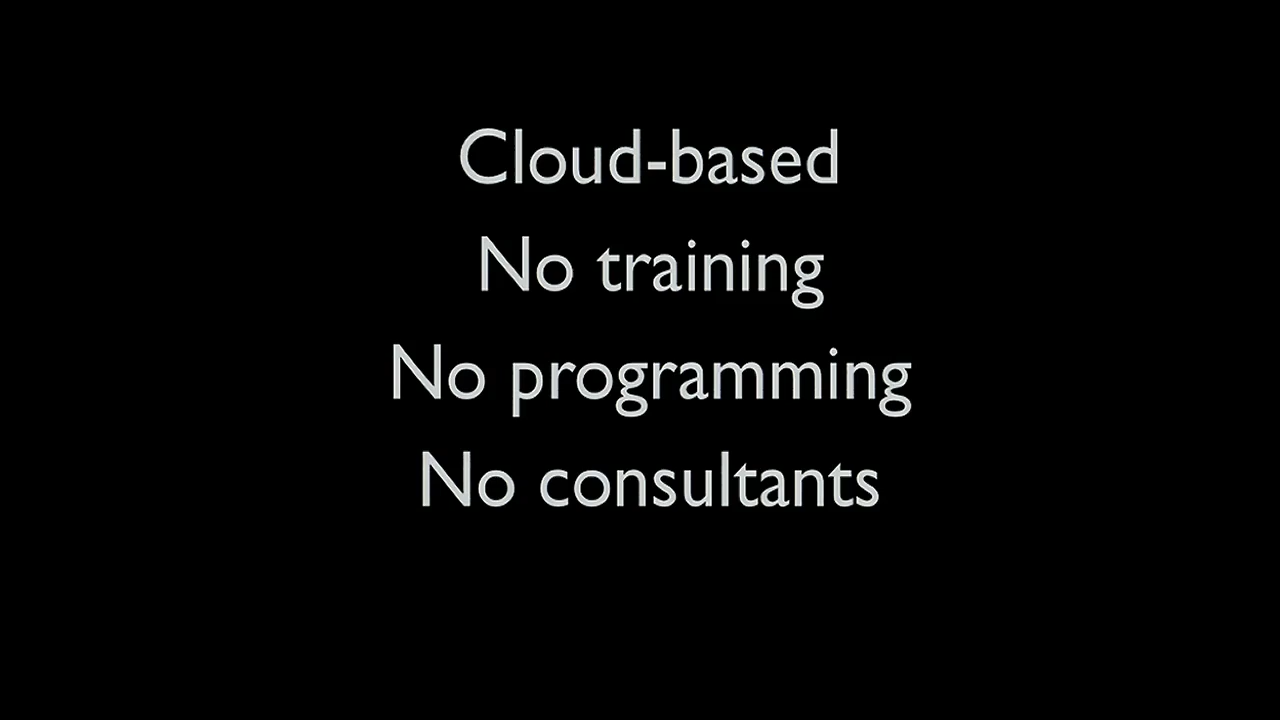 Cloud-based
No training
No programming
No consultants